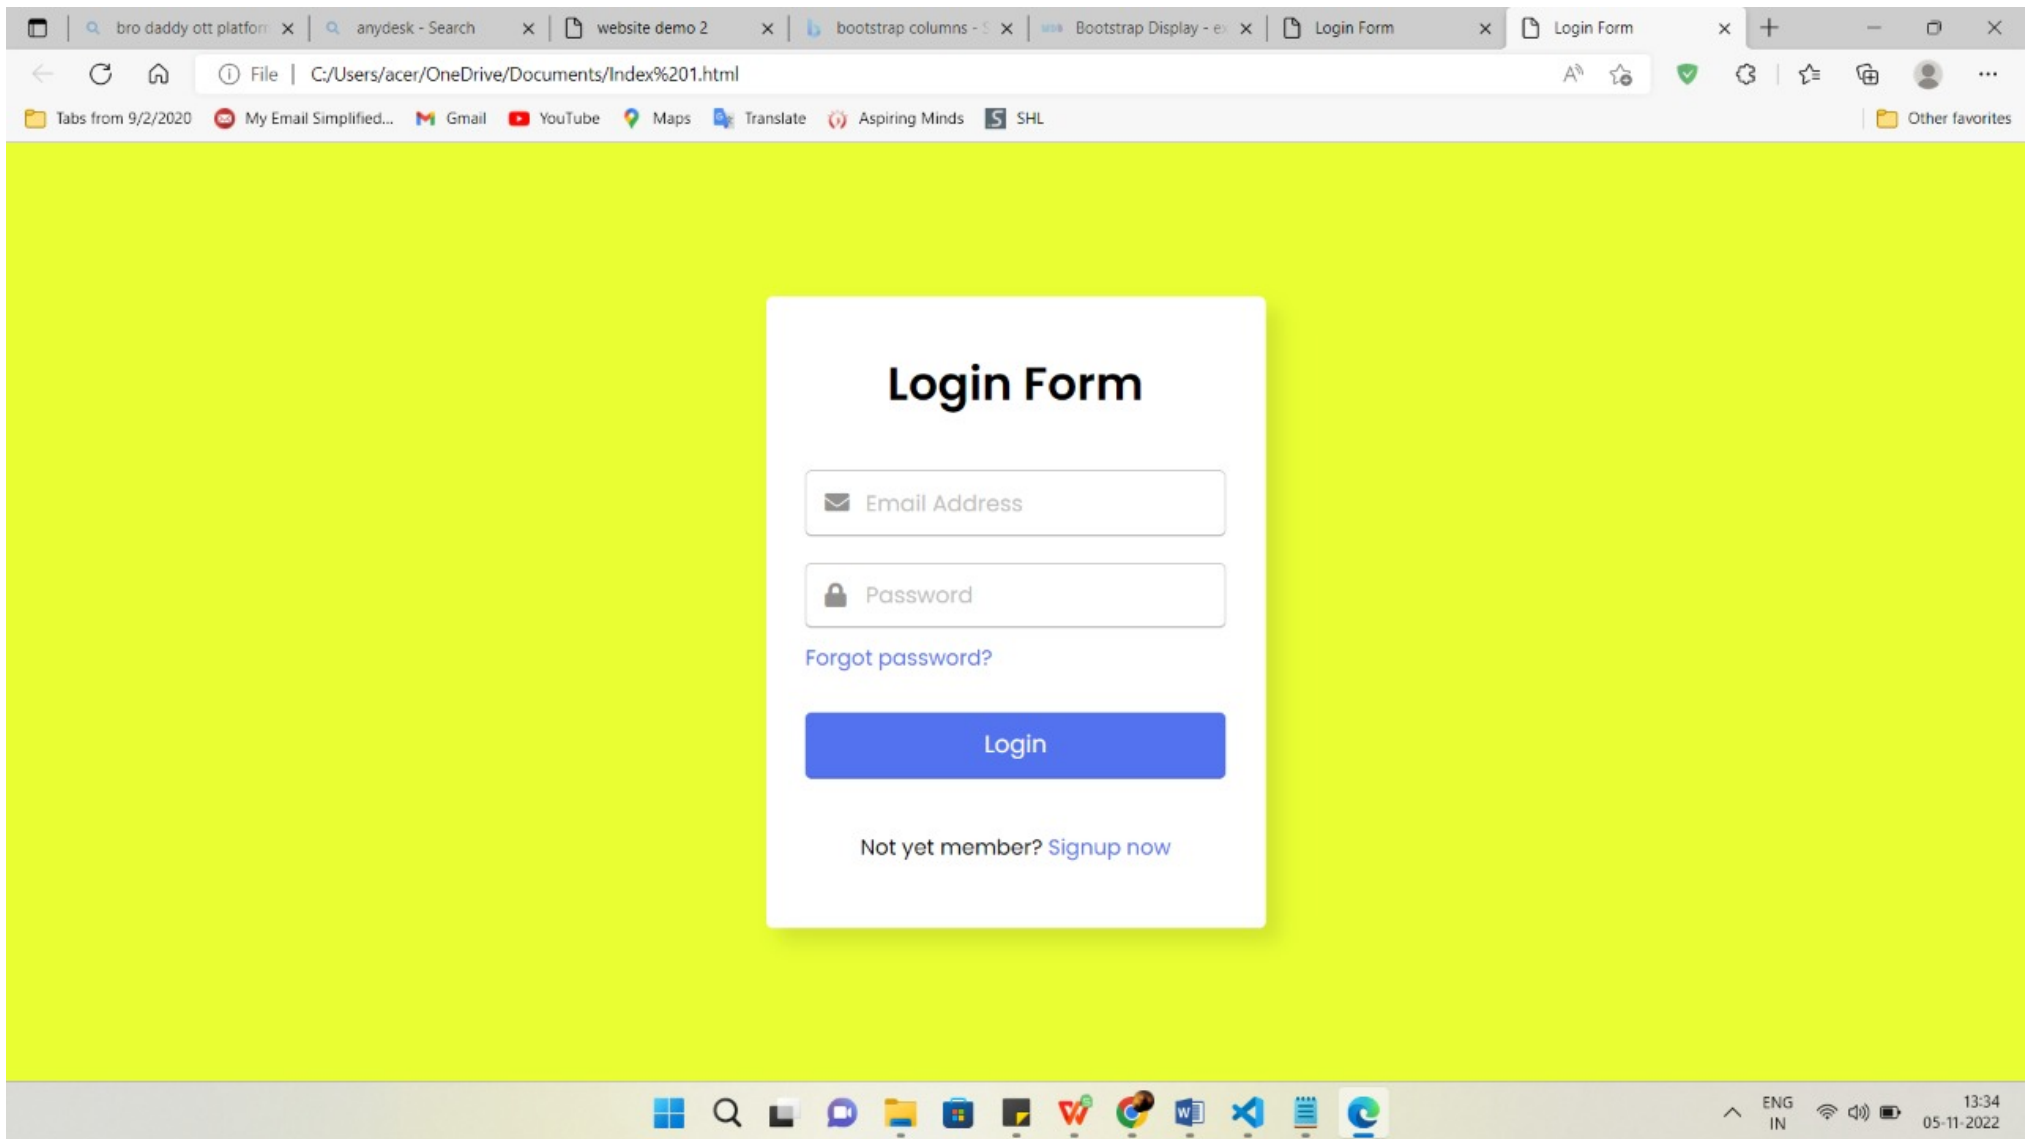 bro daddy ott platforn
anydesk - Search
website demo 2
bootstrap columns - S
Bootstrap Display - ex
Login Form
Login Form
File
C:/Users/acer/OneDrive/Documents/Index%201.html
Tabs from 9/2/2020
My Email Simplified...
Gmail
YouTube
Maps
Translate
Aspiring Minds
SHL
Other favorites
Login Form
Email Address
Password
Forgot password?
Login
Not yet member? Signup now
ENG
IN
13:34
05-11-2022